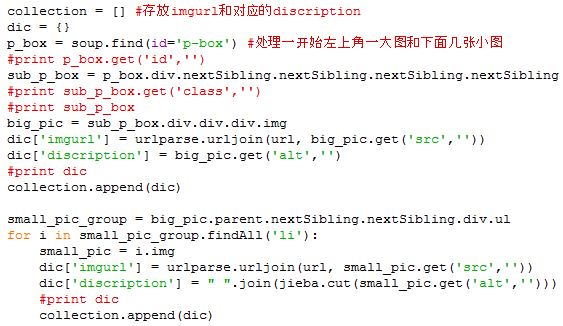 collection = [] #存放imgurl和对应的discription
dic = {}
p_box = soup.find(id='p-box') #处理一开始左上角一大图和下面几张小图
#print p_box.get('id','')
sub_p_box = p_box.div.nextSibling.nextSibling.nextSibling.nextSibling
#print sub_p_box.get('class','')
#print sub_p_box
big_pic = sub_p_box.div.div.div.img
dic['imgurl'] = urlparse.urljoin(url, big_pic.get('src',''))
dic['discription'] = big_pic.get('alt','')
#print dic
collection.append(dic)
small_pic_group = big_pic.parent.nextSibling.nextSibling.div.ul
for i in small_pic_group.findAll('li'):
    small_pic = i.img
    dic['imgurl'] = urlparse.urljoin(url, small_pic.get('src',''))
    dic['discription'] = " ".join(jieba.cut(small_pic.get('alt','')))
    #print dic
    collection.append(dic)